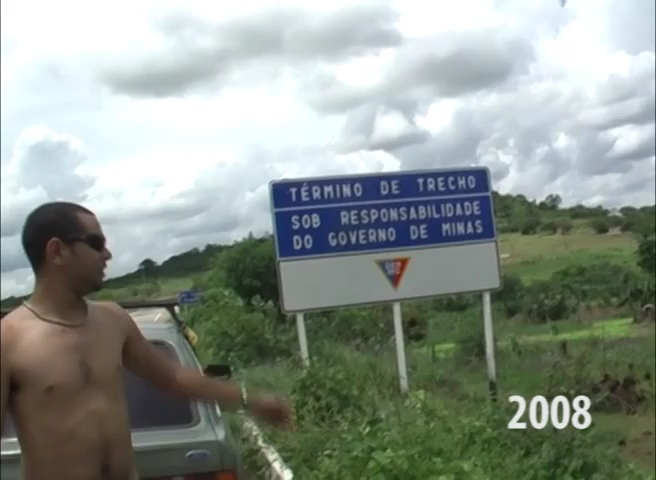 TÉRMINO DE TRECHO
SOB RESPONSABILIDADE
DO GOVERNO DE MINAS
2008